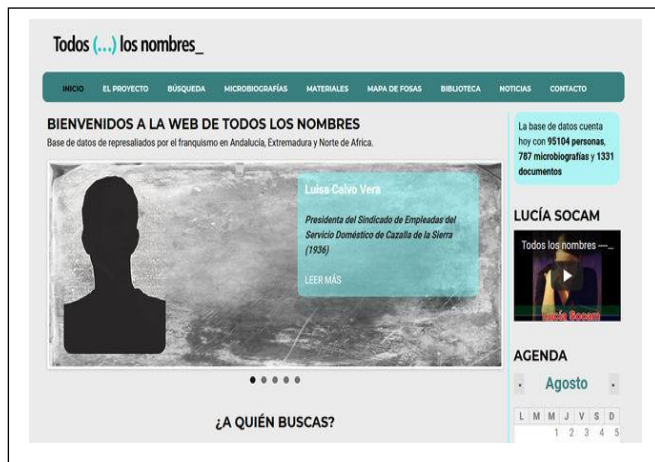 Todos (...) los nombres_
INICIO EL PROYECTO BÚSQUEDA MICROBIOGRAFÍAS MATERIALES MAPA DE FOSAS BIBLIOTECA NOTICIAS CONTACTO
BIENVENIDOS A LA WEB DE TODOS LOS NOMBRES
Base de datos de represaliados por el franquismo en Andalucía, Extremadura y Norte de Africa.
Luisa Calvo Vera
Presidenta del Sindicado de Empleadas del
Servicio Doméstico de Cazalla de la Sierra
(1936)
LEER MÁS
¿A QUIÉN BUSCAS?
La base de datos cuenta
hoy con 95104 personas,
787 microbiografías y 1331
documentos
LUCÍA SOCAM
Todos los nombres ----...
Lucía Socam
AGENDA
Agosto
L M M J V S D
1 2 3 4 5